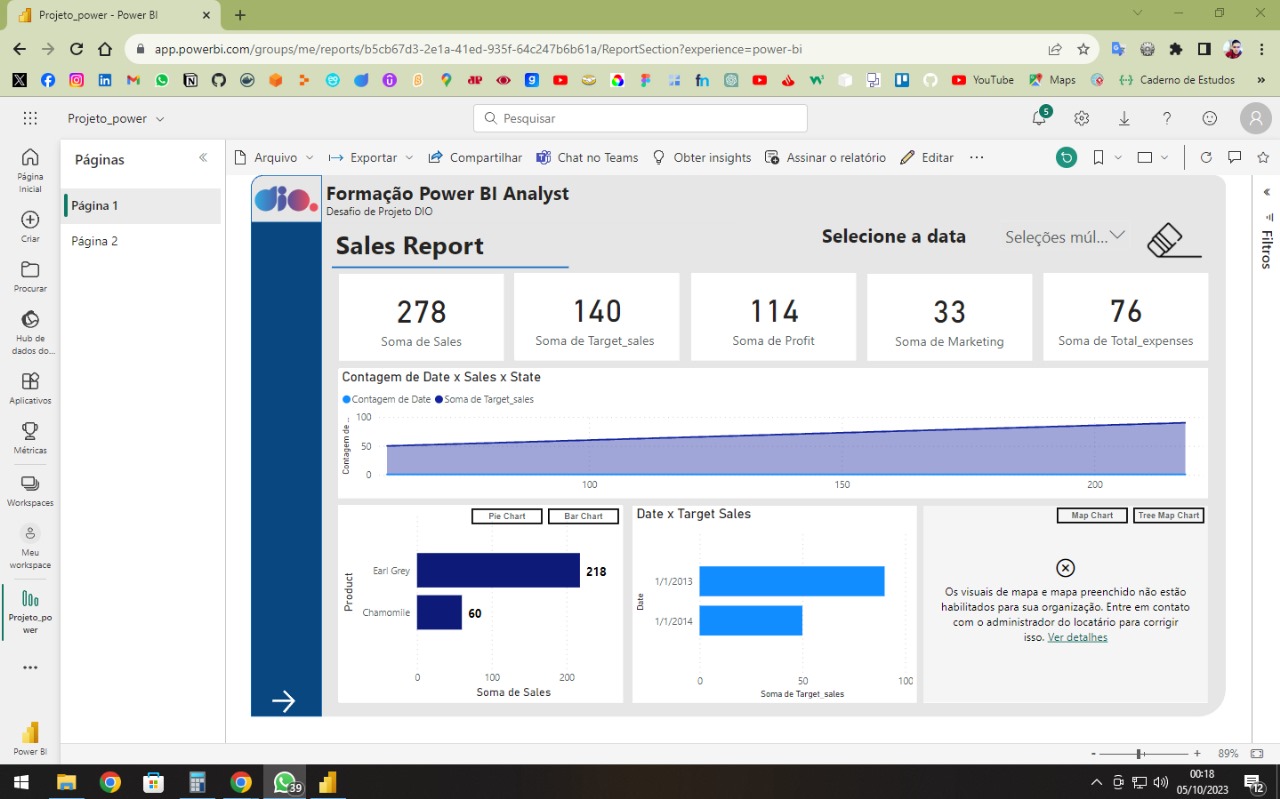 Projeto_power - Power BI
app.powerbi.com/groups/me/reports/b5cb67d3-2e1a-41ed-935f-64c247b6b61a/ReportSection?experience=power-bi
YouTube
Maps
Caderno de Estudos
»
Projeto_power
Pesquisar
5
Página Inicial
Criar
Procurar
Hub de dados do...
Aplicativos
Métricas
Workspaces
Meu workspace
Projeto_power
Power BI
Páginas
Página 1
Página 2
Arquivo
Exportar
Compartilhar
Chat no Teams
Obter insights
Assinar o relatório
Editar
...
dio.
Formação Power BI Analyst
Desafio de Projeto DIO
Sales Report
Selecione a data
Seleções múl...
Filtros
278
Soma de Sales
140
Soma de Target_sales
114
Soma de Profit
33
Soma de Marketing
76
Soma de Total_expenses
Contagem de Date x Sales x State
Contagem de Date
Soma de Target_sales
Contagem de ...
100
50
0
100
150
200
Pie Chart
Bar Chart
Product
Earl Grey
218
Chamomile
60
0
100
200
Soma de Sales
Date x Target Sales
Date
1/1/2013
1/1/2014
0
50
100
Soma de Target_sales
Map Chart
Tree Map Chart
Os visuais de mapa e mapa preenchido não estão
habilitados para sua organização. Entre em contato
com o administrador do locatário para corrigir
isso. Ver detalhes
- + 89%
39
00:18
05/10/2023
12